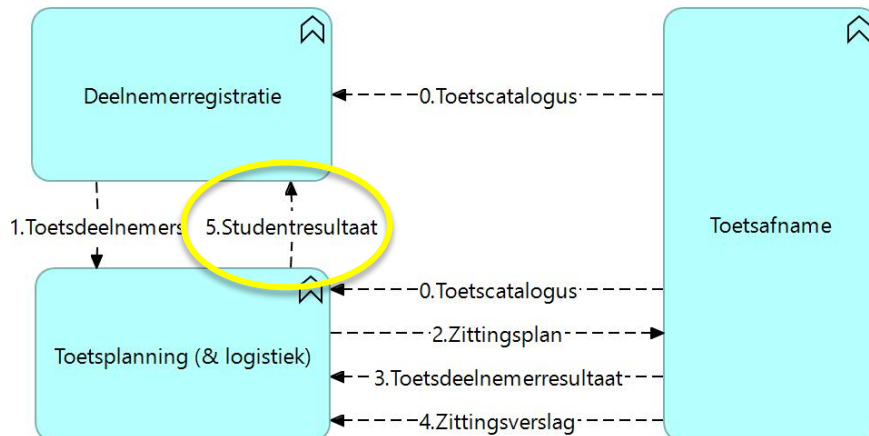 Deelnemerregistratie
0.Toetscatalogus
1.Toetsdeelnemers
5.Studentresultaat
Toetsafname
0.Toetscatalogus
2.Zittingsplan
Toetsplanning (& logistiek)
3.Toetsdeelnemerresultaat
4.Zittingsverslag